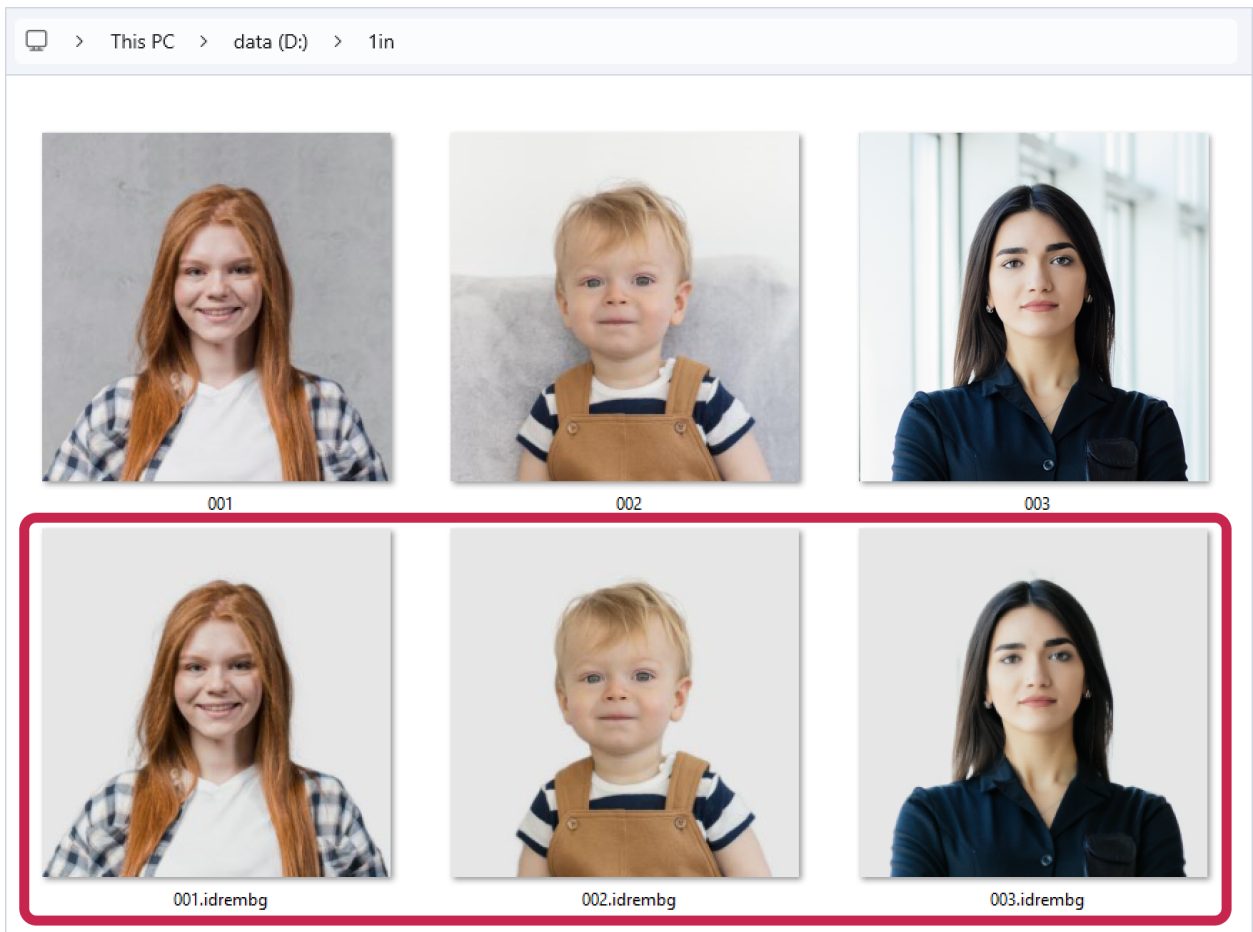 This PC > data (D:) > 1in
001 002 003
001.idrembg 002.idrembg 003.idrembg